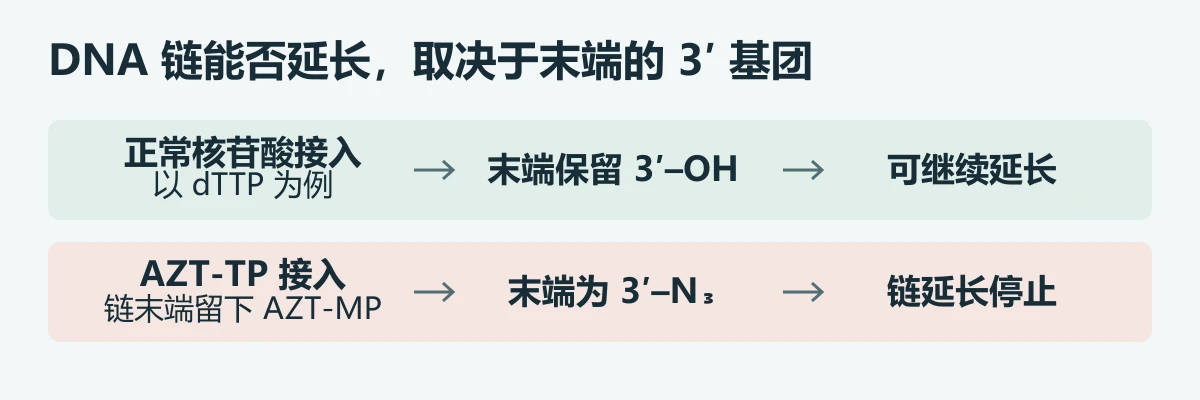 DNA 链能否延长，取决于末端的 3′ 基团
正常核苷酸接入
以 dTTP 为例
→ 末端保留 3′–OH → 可继续延长
AZT-TP 接入
链末端留下 AZT-MP
→ 末端为 3′–N₃ → 链延长停止